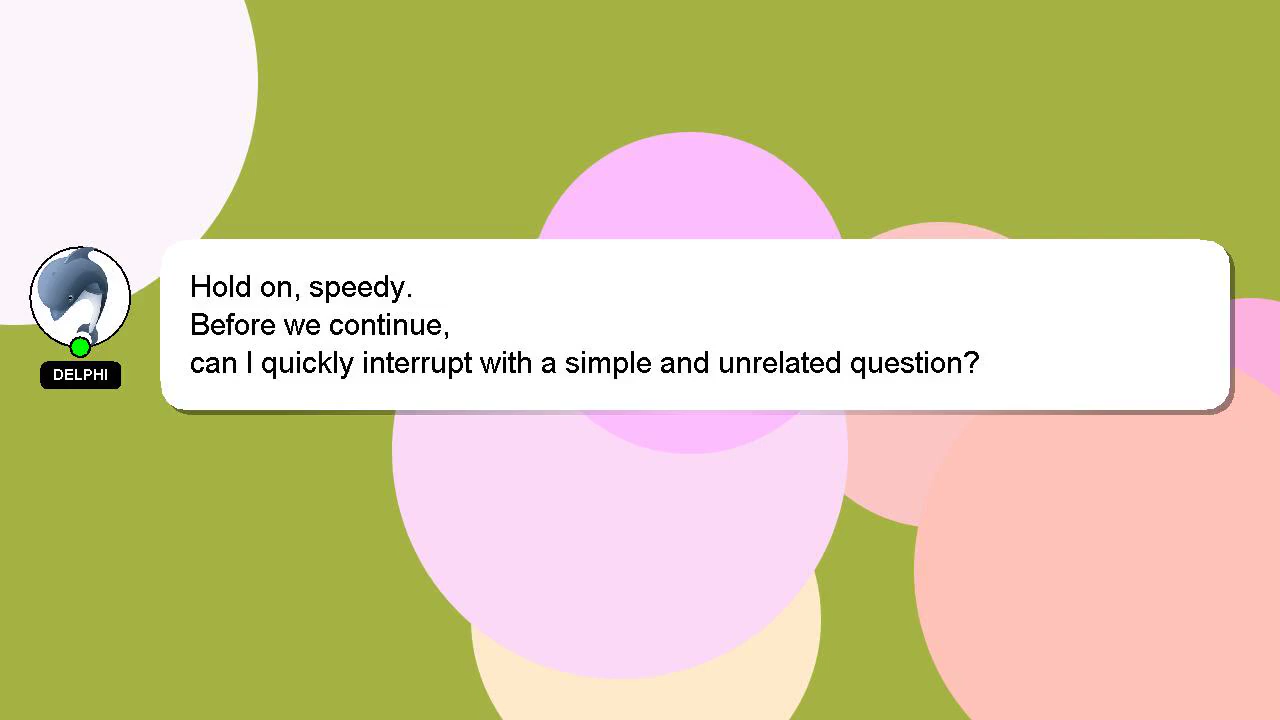 Hold on, speedy.
Before we continue,
can I quickly interrupt with a simple and unrelated question?
DELPHI